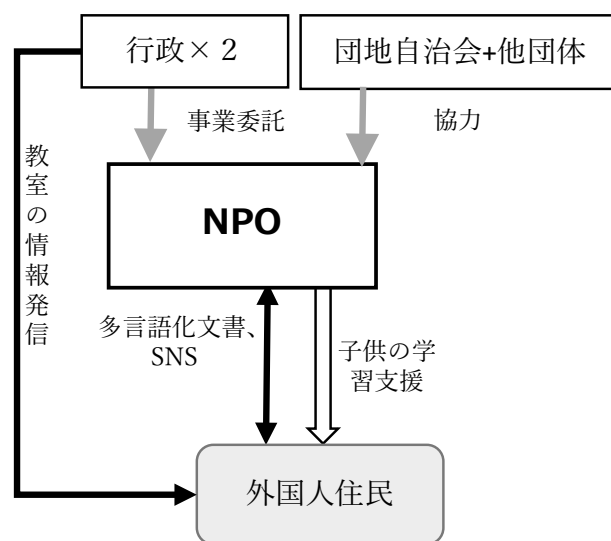 行政×２
団地自治会+他団体
事業委託
協力
教室の情報発信
NPO
多言語化文書、
SNS
子供の学
習支援
外国人住民